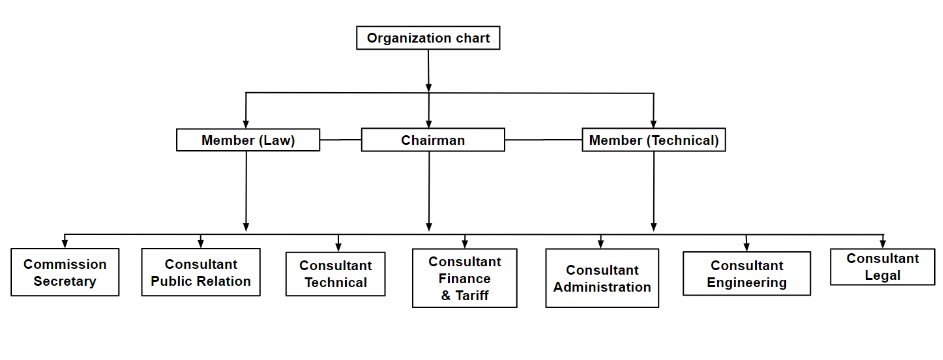 Organization chart
Member (Law)
Chairman
Member (Technical)
Commission
Secretary
Consultant
Public Relation
Consultant
Technical
Consultant
Finance
& Tariff
Consultant
Administration
Consultant
Engineering
Consultant
Legal